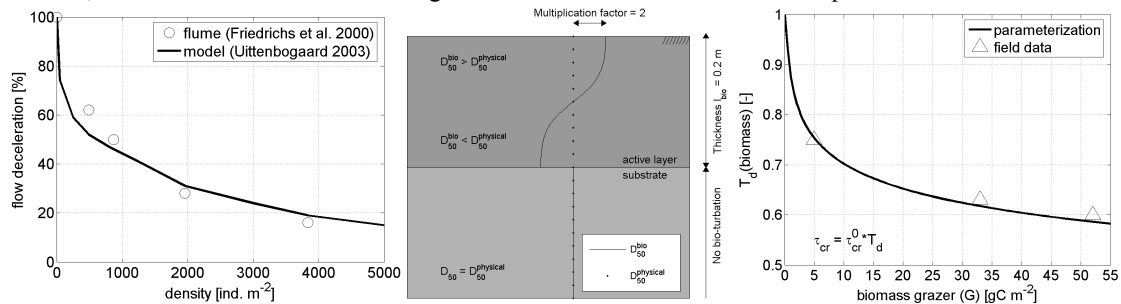 100
80
60
40
20
0
flow deceleration [%]
0 1000 2000 3000 4000 5000
density [ind. m-2]
flume (Friedrichs et al. 2000)
model (Uittenbogaard 2003)
Multiplication factor = 2
D50bio > D50physical
D50bio < D50physical
active layer
substrate
D50 = D50physical
D50bio
D50physical
Thickness lbio = 0.2 m
No bio-turbation
1
0.9
0.8
0.7
0.6
0.5
Td(biomass) [-]
0 5 10 15 20 25 30 35 40 45 50 55
biomass grazer (G) [gC m-2]
parameterization
field data
τcr = τcr0*Td